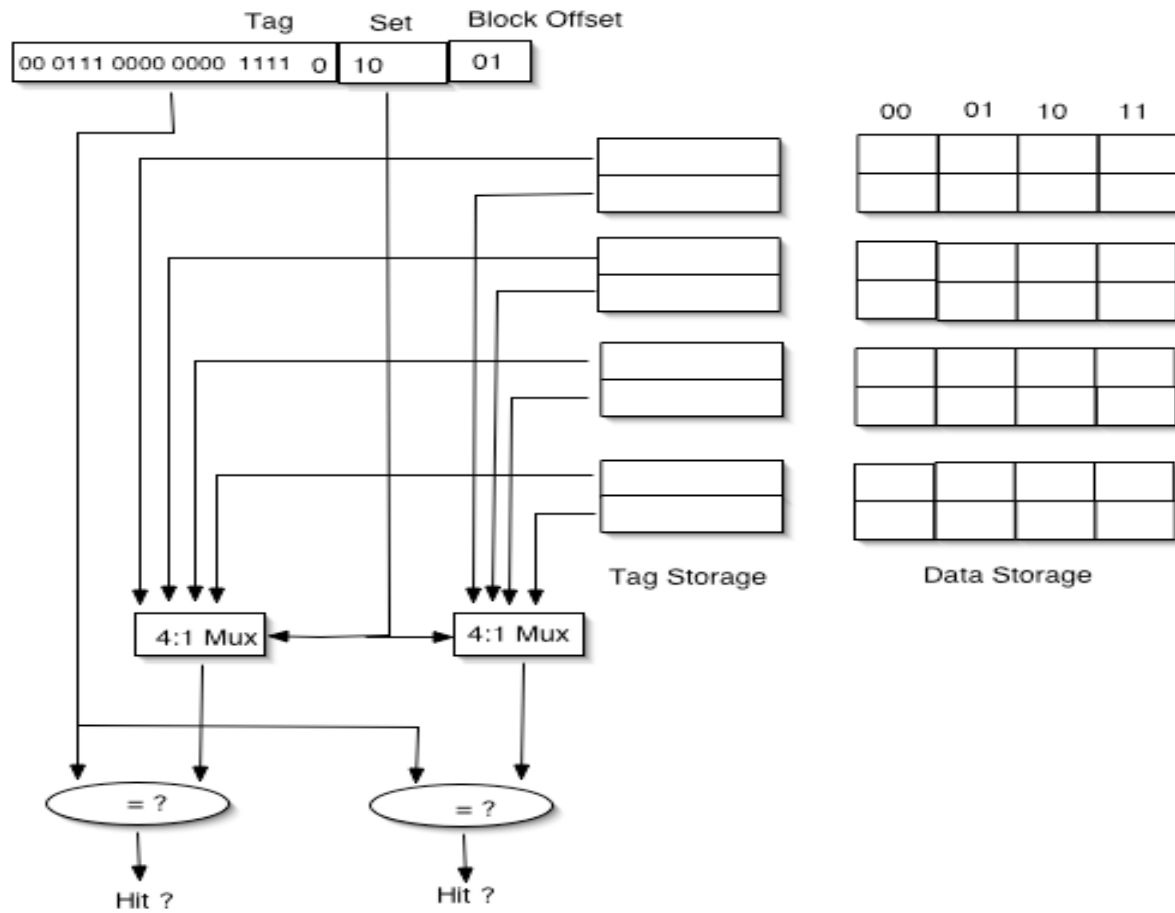 Tag Set Block Offset
00 0111 0000 0000 1111 0 10 01
00 01 10 11
Tag Storage Data Storage
4:1 Mux 4:1 Mux
= ? = ?
Hit ? Hit ?